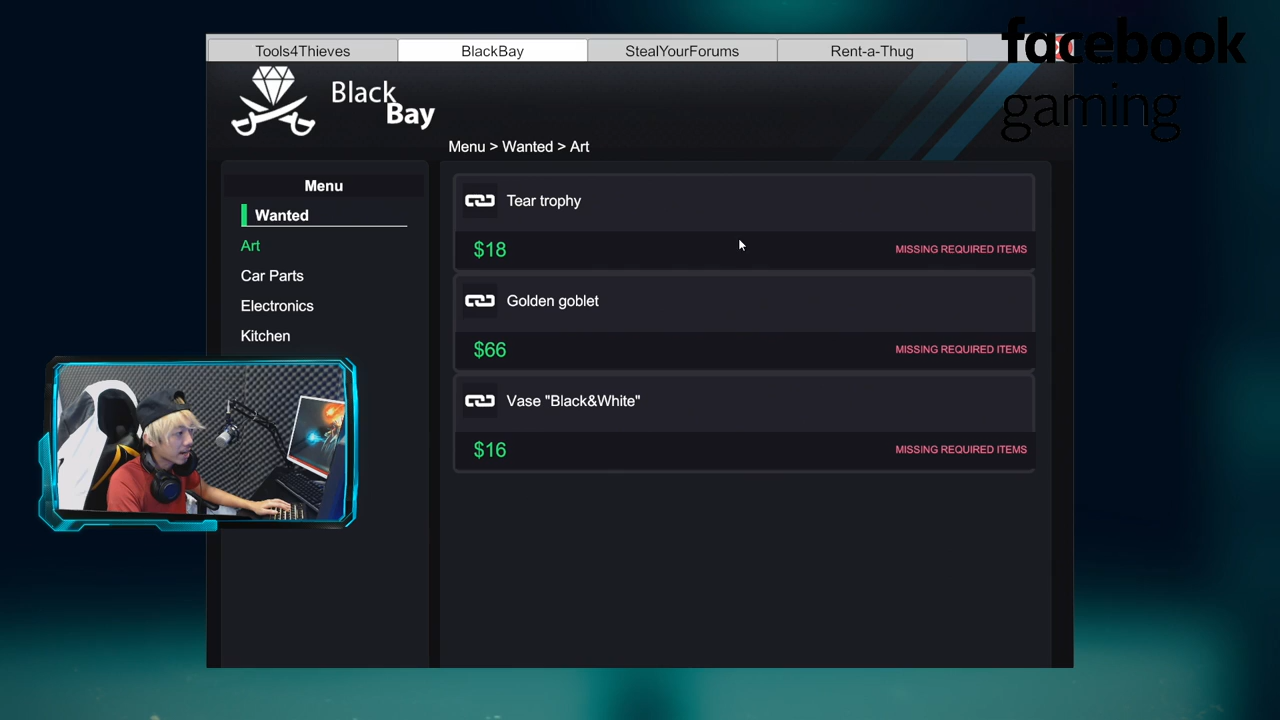 facebook
gaming
Tools4Thieves
BlackBay
StealYourForums
Rent-a-Thug
Black
Bay
Menu > Wanted > Art
Menu
Wanted
Art
Car Parts
Electronics
Kitchen
Tear trophy
$18
MISSING REQUIRED ITEMS
Golden goblet
$66
MISSING REQUIRED ITEMS
Vase "Black&White"
$16
MISSING REQUIRED ITEMS